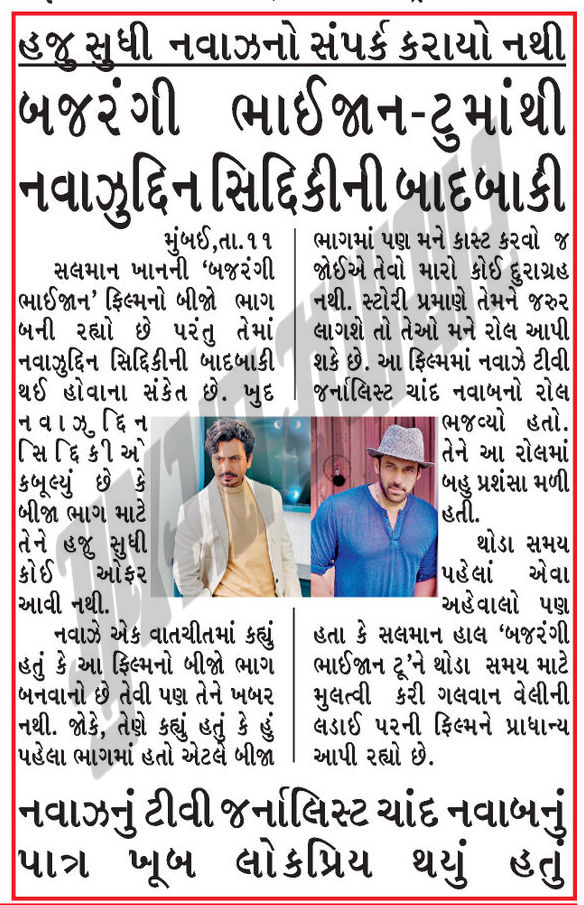 હજુ સુધી નવાઝનો સંપર્ક કરાયો નથી
બજરંગી ભાઈજાન-ટુમાંથી
નવાઝુદ્દિન સિદ્દિકીની બાદબાકી
મુંબઈ,તા.૧૧
સલમાન ખાનની ‘બજરંગી
ભાઈજાન’ ફિલ્મનો બીજો ભાગ
બની રહ્યો છે પરંતુ તેમાં
નવાઝુદ્દિન સિદ્દિકીની બાદબાકી
થઈ હોવાના સંકેત છે. ખુદ
નવાઝુદ્દિન
સિદ્દિકીએ
કબૂલ્યું છે કે
બીજા ભાગ માટે
તેને હજુ સુધી
કોઈ ઓફર
આવી નથી.
નવાઝે એક વાતચીતમાં કહ્યું
હતું કે આ ફિલ્મનો બીજો ભાગ
બનવાનો છે તેવી પણ તેને ખબર
નથી. જોકે, તેણે કહ્યું હતું કે હું
પહેલા ભાગમાં હતો એટલે બીજા
ભાગમાં પણ મને કાસ્ટ કરવો જ
જોઈએ તેવો મારો કોઈ દુરાગ્રહ
નથી. સ્ટોરી પ્રમાણે તેમને જરુર
લાગશે તો તેઓ મને રોલ આપી
શકે છે. આ ફિલ્મમાં નવાઝે ટીવી
જર્નાલિસ્ટ ચાંદ નવાબનો રોલ
ભજવ્યો હતો.
તેને આ રોલમાં
બહુ પ્રશંસા મળી
હતી.
થોડા સમય
પહેલાં એવા
અહેવાલો પણ
હતા કે સલમાન હાલ ‘બજરંગી
ભાઈજાન ટૂ’ને થોડા સમય માટે
મુલત્વી કરી ગલવાન વેલીની
લડાઈ પરની ફિલ્મને પ્રાધાન્ય
આપી રહ્યો છે.
નવાઝનું ટીવી જર્નાલિસ્ટ ચાંદ નવાબનું
પાત્ર ખૂબ લોકપ્રિય થયું હતું